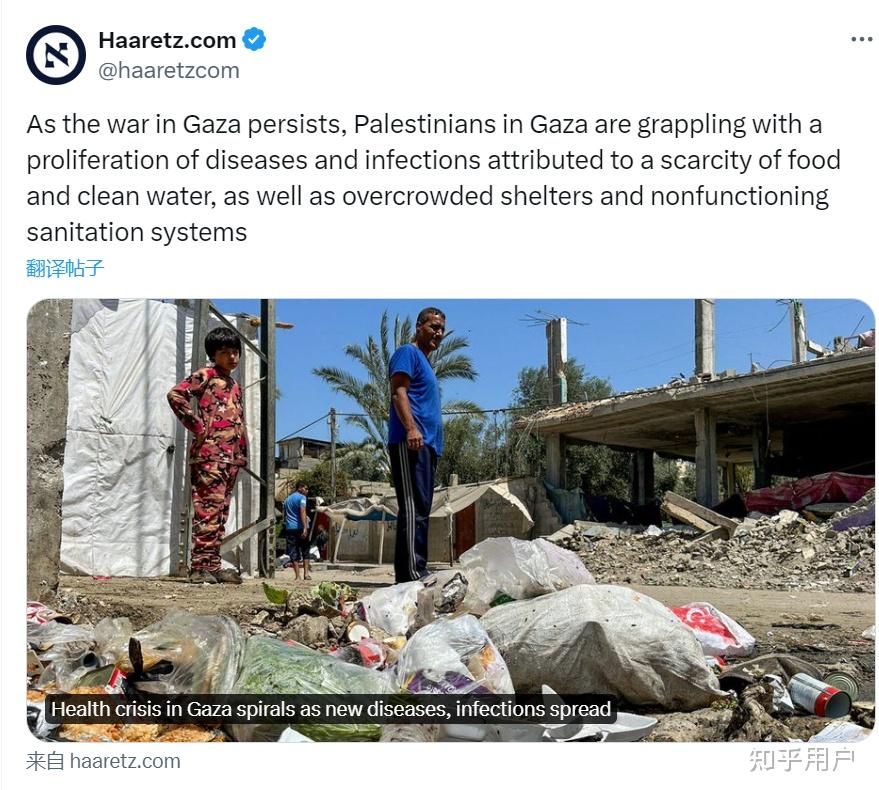 Haaretz.com
@haaretzcom
As the war in Gaza persists, Palestinians in Gaza are grappling with a
proliferation of diseases and infections attributed to a scarcity of food
and clean water, as well as overcrowded shelters and nonfunctioning
sanitation systems
翻译帖子
Health crisis in Gaza spirals as new diseases, infections spread
来自 haaretz.com
知乎用户